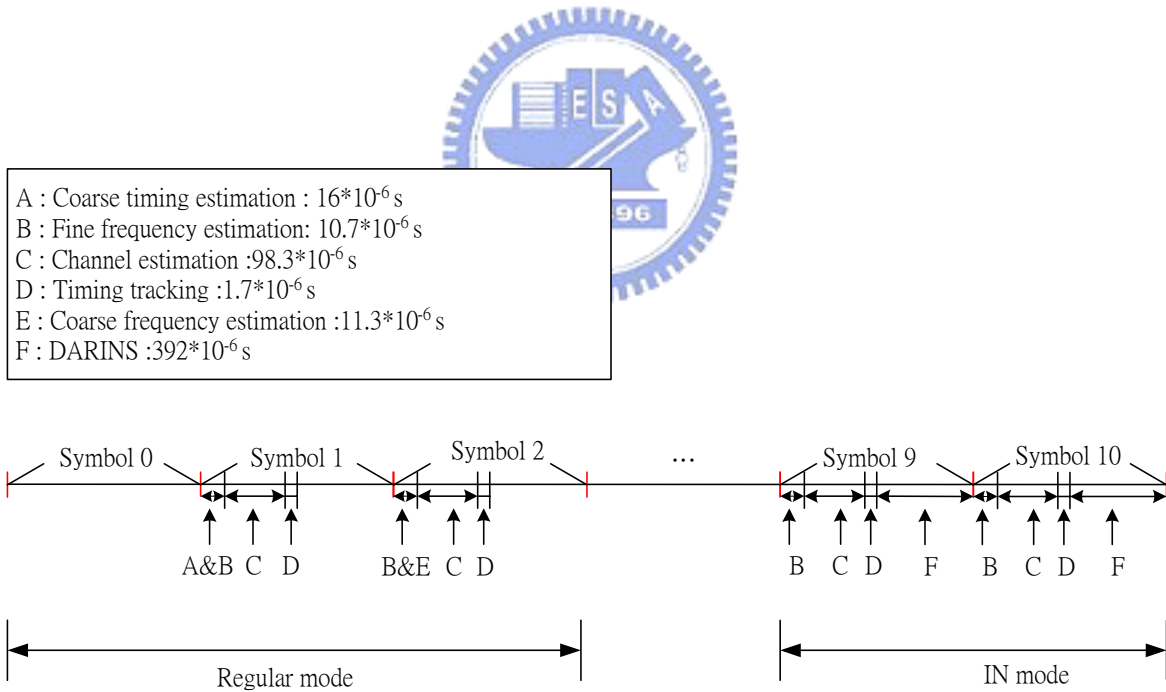 E S A
96
A : Coarse timing estimation : 16*10⁻⁶ s
B : Fine frequency estimation: 10.7*10⁻⁶ s
C : Channel estimation :98.3*10⁻⁶ s
D : Timing tracking :1.7*10⁻⁶ s
E : Coarse frequency estimation :11.3*10⁻⁶ s
F : DARINS :392*10⁻⁶ s
Symbol 0 Symbol 1 Symbol 2 ... Symbol 9 Symbol 10
A&B C D B&E C D B C D F B C D F
Regular mode IN mode